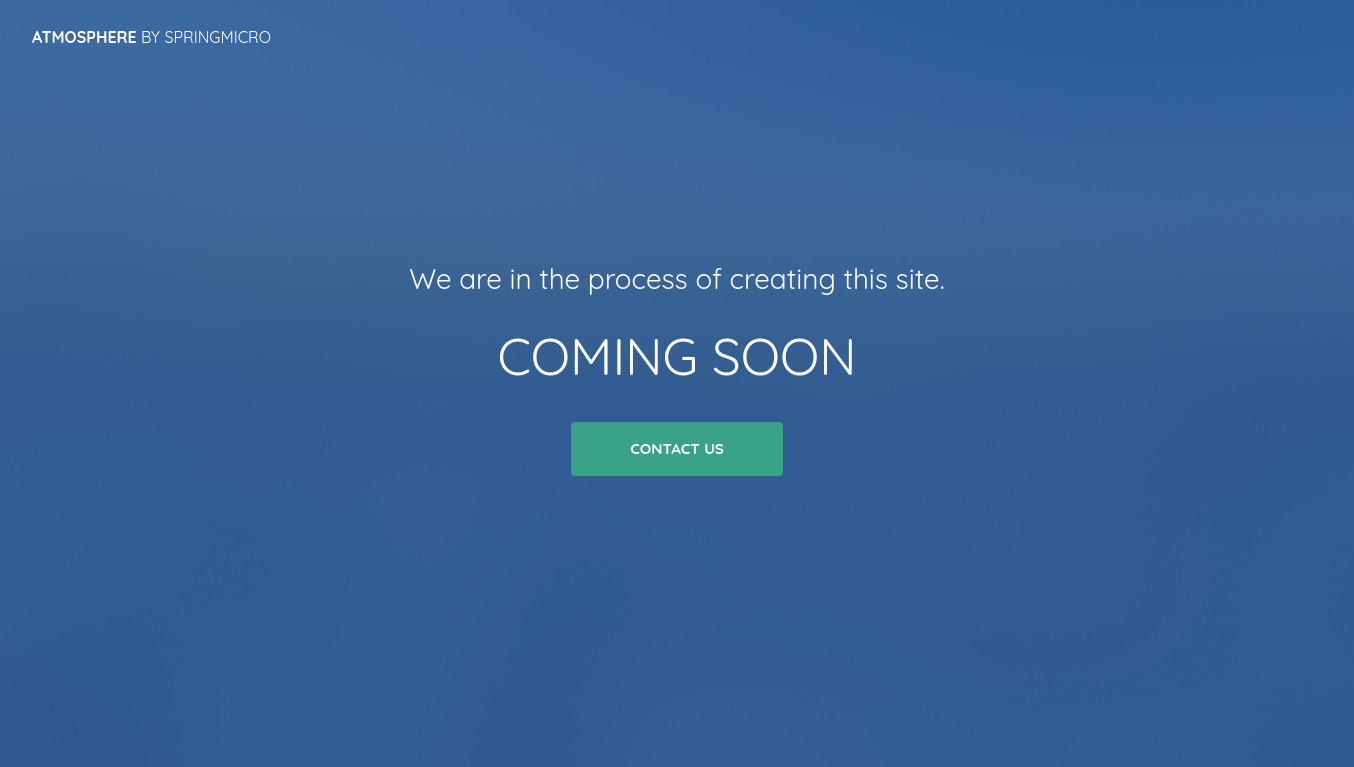 ATMOSPHERE BY SPRINGMICRO
We are in the process of creating this site.
COMING SOON
CONTACT US